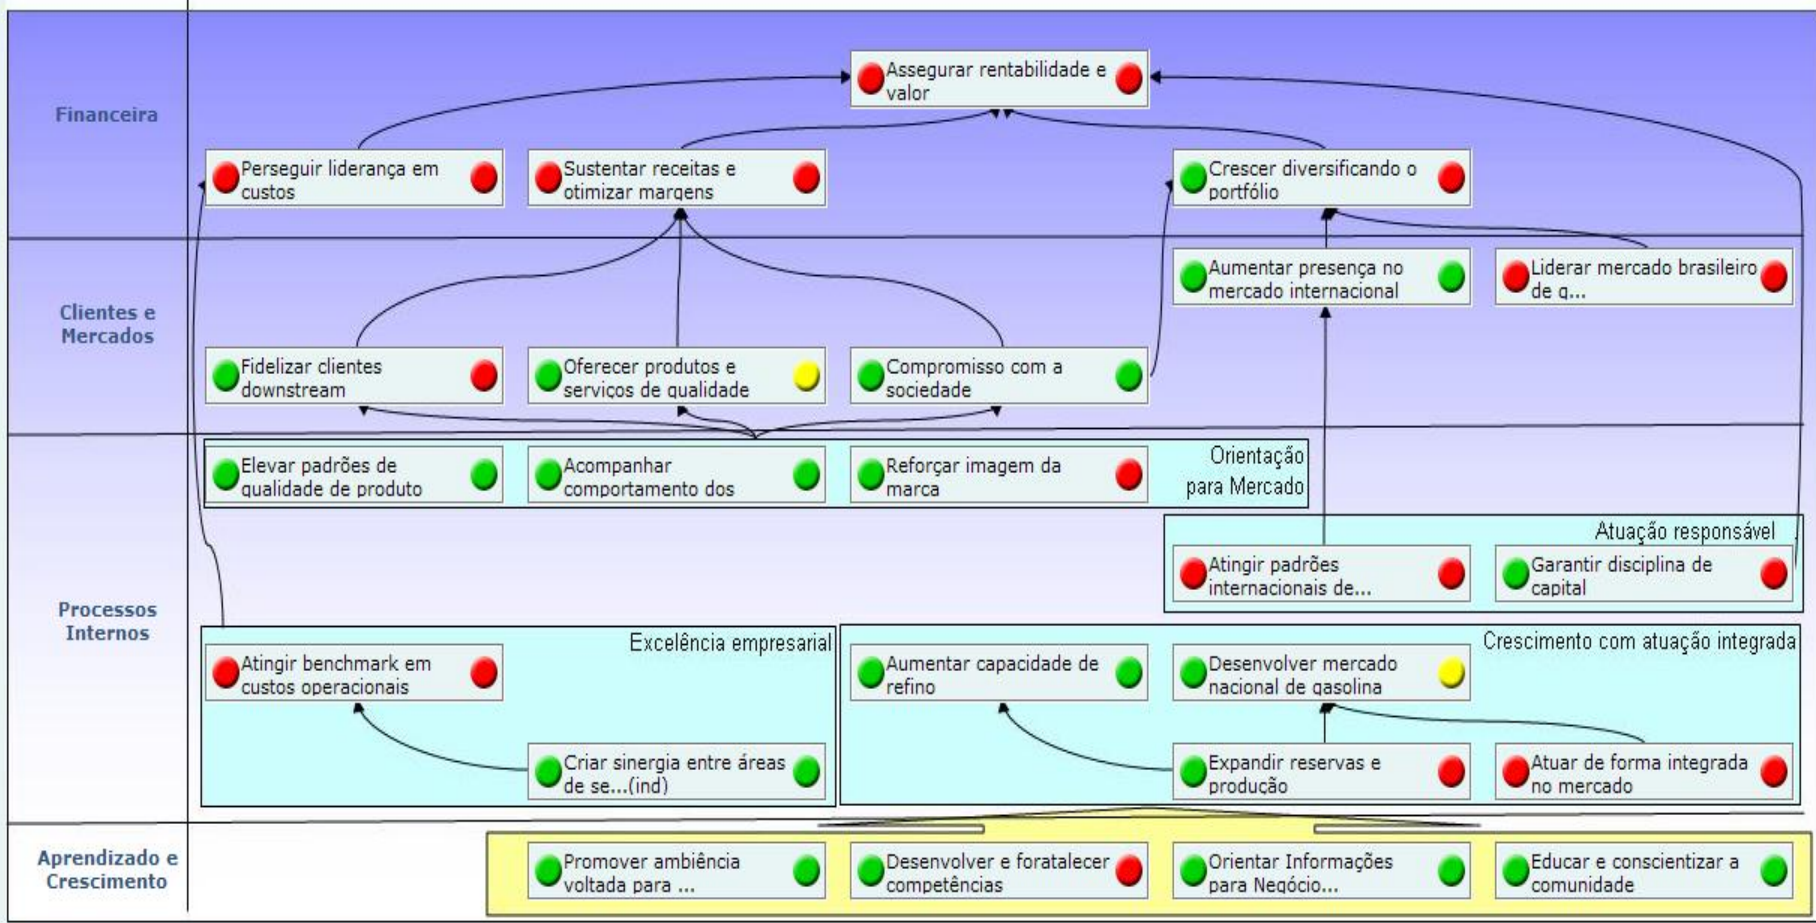 Financeira
Assegurar rentabilidade e
valor
Perseguir liderança em
custos
Sustentar receitas e
otimizar margens
Crescer diversificando o
portfólio
Clientes e
Mercados
Aumentar presença no
mercado internacional
Liderar mercado brasileiro
de g...
Fidelizar clientes
downstream
Oferecer produtos e
serviços de qualidade
Compromisso com a
sociedade
Processos
Internos
Orientação
para Mercado
Elevar padrões de
qualidade de produto
Acompanhar
comportamento dos
Reforçar imagem da
marca
Atuação responsável
Atingir padrões
internacionais de...
Garantir disciplina de
capital
Excelência empresarial
Atingir benchmark em
custos operacionais
Criar sinergia entre áreas
de se...(ind)
Crescimento com atuação integrada
Aumentar capacidade de
refino
Desenvolver mercado
nacional de gasolina
Expandir reservas e
produção
Atuar de forma integrada
no mercado
Aprendizado e
Crescimento
Promover ambiência
voltada para ...
Desenvolver e foratalecer
competências
Orientar Informações
para Negócio...
Educar e conscientizar a
comunidade